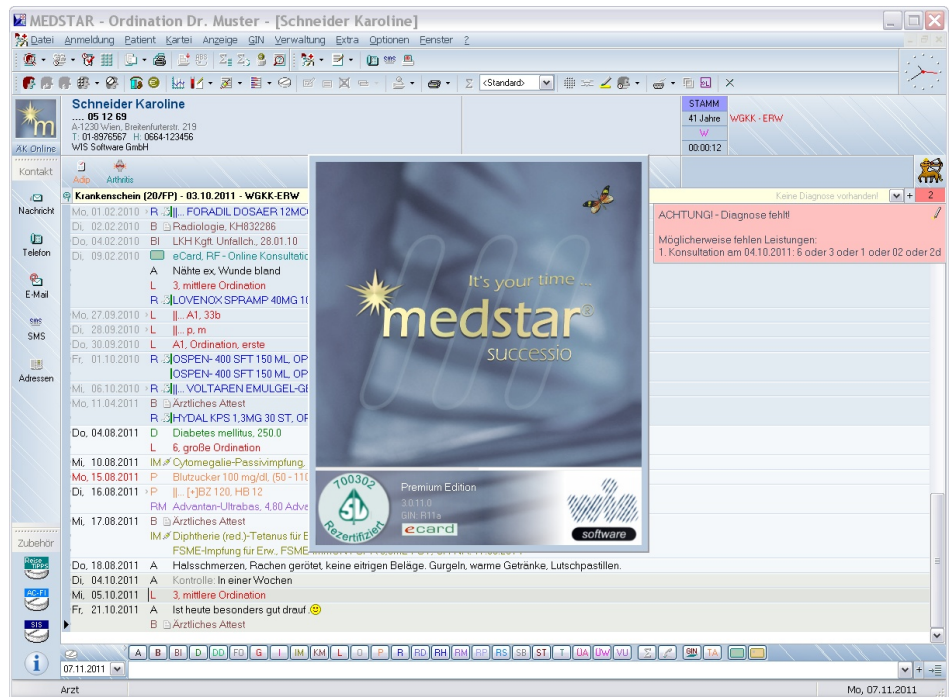 MEDSTAR - Ordination Dr. Muster - [Schneider Karoline]
Datei Anmeldung Patient Kartei Anzeige GIN Verwaltung Extra Optionen Fenster ?
SMS
Σ <Standard>
Schneider Karoline
.... 05 12 69
A-1230 Wien, Breitenfurterstr. 219
T: 01-8976567 H: 0664-123456
WIS Software GmbH
STAMM
41 Jahre WGKK - ERW
W
00:00:12
AK Online
Kontakt
Adip Arthritis
Krankenschein (20/FP) - 03.10.2011 - WGKK-ERW
Keine Diagnose vorhanden! + 2
Nachricht
Telefon
E-Mail
SMS
Adressen
ACHTUNG! - Diagnose fehlt!
Möglicherweise fehlen Leistungen:
1. Konsultation am 04.10.2011: 6 oder 3 oder 1 oder 02 oder 2d
Mo, 01.02.2010 R ||... FORADIL DOSAER 12MC
Di, 02.02.2010 B Radiologie, KH832286
Do, 04.02.2010 BI LKH Kgft. Unfallch., 28.01.10
Di, 09.02.2010 eCard, RF - Online Konsultatio
A Nähte ex, Wunde bland
L 3, mittlere Ordination
R LOVENOX SPRAMP 40MG 10
Mo, 27.09.2010 L ||... A1, 33b
Di, 28.09.2010 L ||... p, m
Do, 30.09.2010 L A1, Ordination, erste
Fr, 01.10.2010 R OSPEN- 400 SFT 150 ML, OP
OSPEN- 400 SFT 150 ML, OP
Mi, 06.10.2010 R ||... VOLTAREN EMULGEL-GE
Mo, 11.04.2011 B Ärztliches Attest
R HYDAL KPS 1,3MG 30 ST, OP
Do, 04.08.2011 D Diabetes mellitus, 250.0
L 6, große Ordination
Mi, 10.08.2011 IM Cytomegalie-Passivimpfung,
Mo, 15.08.2011 P Blutzucker 100 mg/dl, (50 - 110
Di, 16.08.2011 P ||... [+]BZ 120, HB 12
RM Advantan-Ultrabas, 4,80 Adva
Mi, 17.08.2011 B Ärztliches Attest
IM Diphtherie (red.)-Tetanus für E
FSME-Impfung für Erw., FSME
Do, 18.08.2011 A Halsschmerzen, Rachen gerötet, keine eitrigen Beläge. Gurgeln, warme Getränke, Lutschpastillen.
Di, 04.10.2011 A Kontrolle: In einer Wochen
Mi, 05.10.2011 L 3, mittlere Ordination
Fr, 21.10.2011 A Ist heute besonders gut drauf
B Ärztliches Attest
It's your time ...
medstar®
successio
700302
SL
Rezertifiziert
Premium Edition
3.0.11.0
GIN: R11a
ecard
wis
software
Zubehör
Reise
TIPPS
AC-FI
SIS
A B BI D DD FO G I IM KM L O P R RD RH RM RP RS SB ST T ÜA ÜW VU Σ GIN TA
07.11.2011
Arzt Mo, 07.11.2011